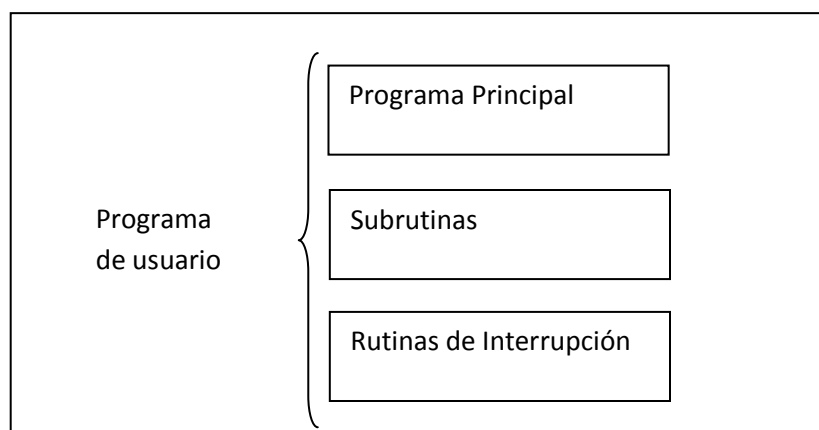 Programa Principal
Programa
de usuario
Subrutinas
Rutinas de Interrupción